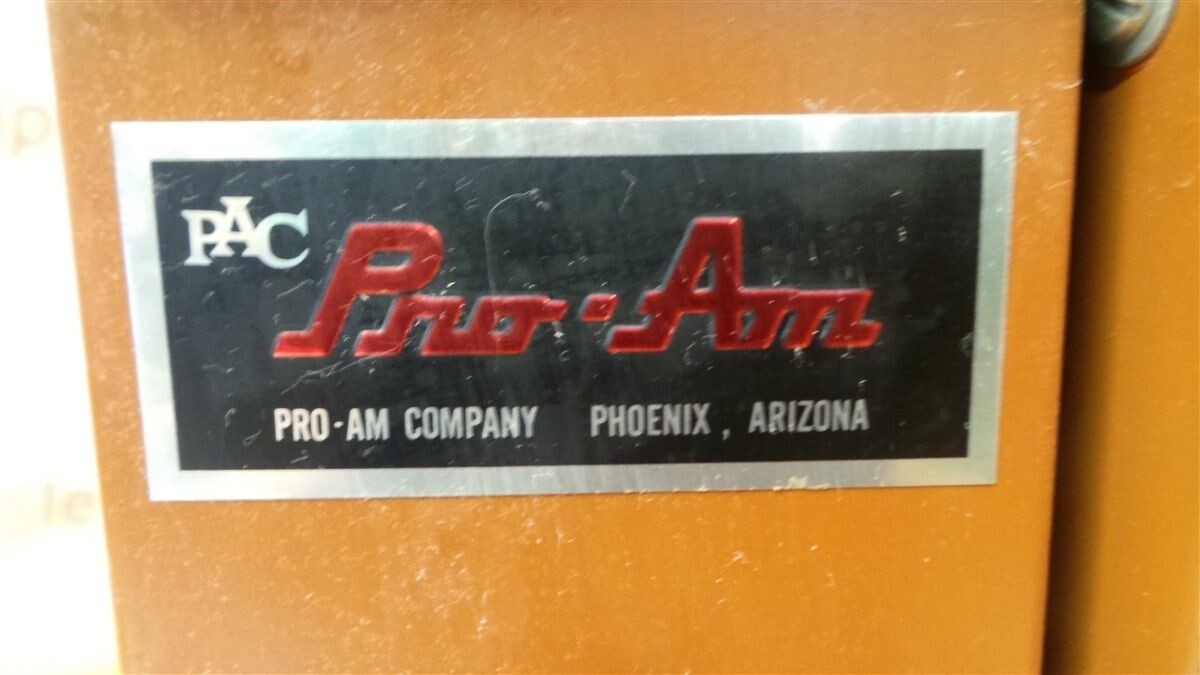 PAC
Pro-Am
PRO-AM COMPANY PHOENIX, ARIZONA